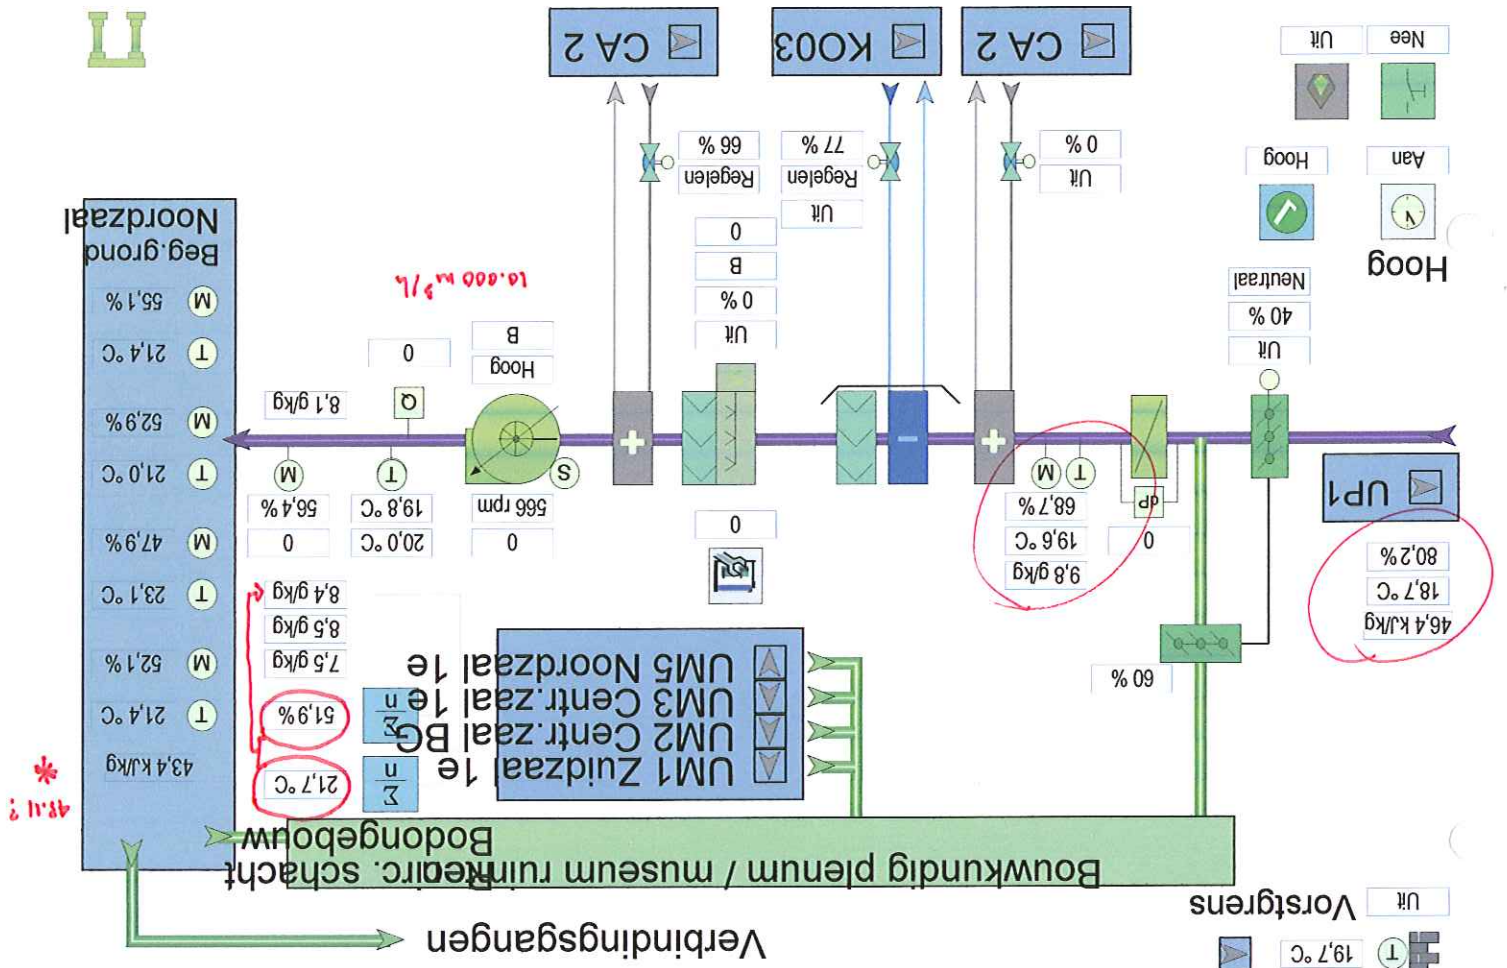 T 19,7 °C
Uit Vorstgrens
Verbindingsgangen
Bouwkundig plenum / museum ruimten
Recirc. schacht
Bodongebouw
UM1 Zuidzaal 1e
UM2 Centr.zaal BG
UM3 Centr.zaal 1e
UM5 Noordzaal 1e
60 %
46,4 kJ/kg
18,7 °C
80,2 %
UP1
Uit
40 %
Neutraal
Hoog
Aan
Hoog
Nee
Uit
0
dP
9,8 g/kg
19,6 °C
68,7 %
T
M
0
Uit
0 %
CA 2
Uit
Regelen
77 %
KO03
Uit
0 %
B
0
Regelen
66 %
CA 2
0
566 rpm
S
Hoog
B
10.000 m³/h
Σ
n
21,7 °C
Σ
n
51,9 %
7,5 g/kg
8,5 g/kg
8,4 g/kg
20,0 °C
19,8 °C
T
0
56,4 %
M
Q
0
8,1 g/kg
*
43,4 kJ/kg
T 21,4 °C
M 52,1 %
T 23,1 °C
M 47,9 %
T 21,0 °C
M 52,9 %
T 21,4 °C
M 55,1 %
Beg.grond
Noordzaal